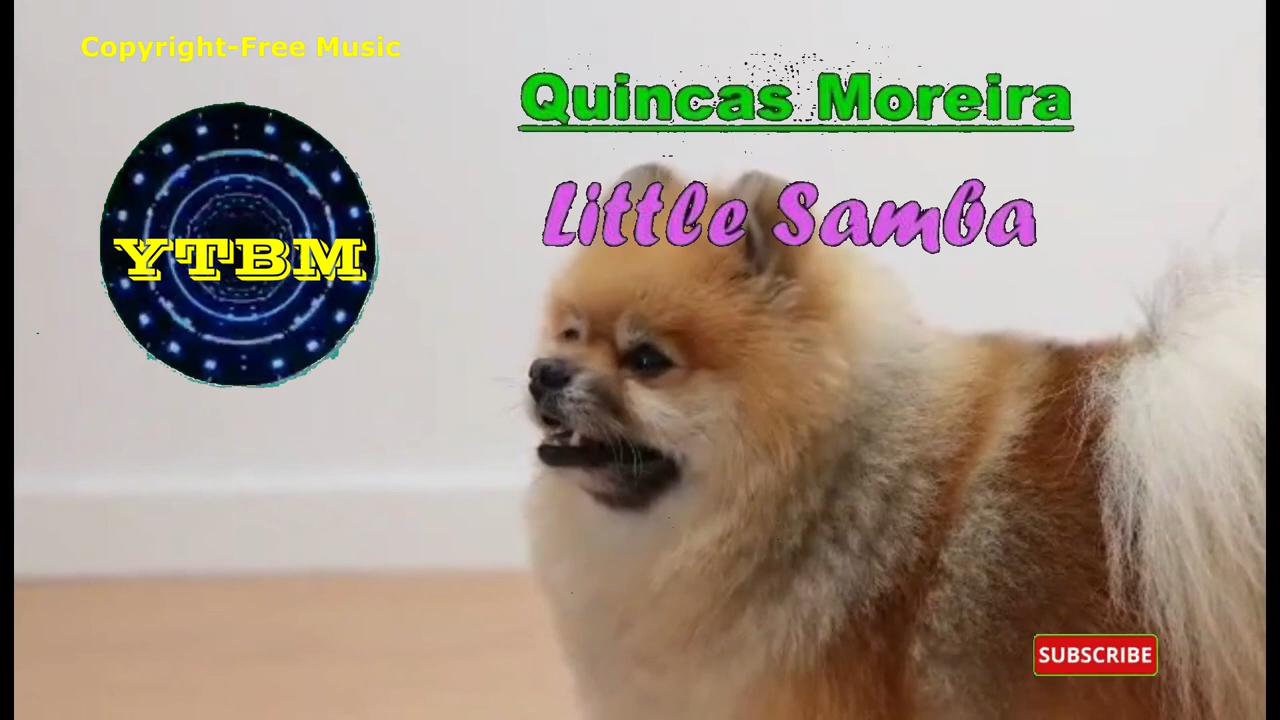 Copyright-Free Music
Quincas Moreira
Little Samba
YTBM
SUBSCRIBE